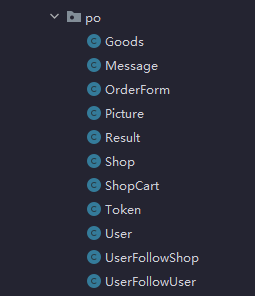 po
Goods
Message
OrderForm
Picture
Result
Shop
ShopCart
Token
User
UserFollowShop
UserFollowUser